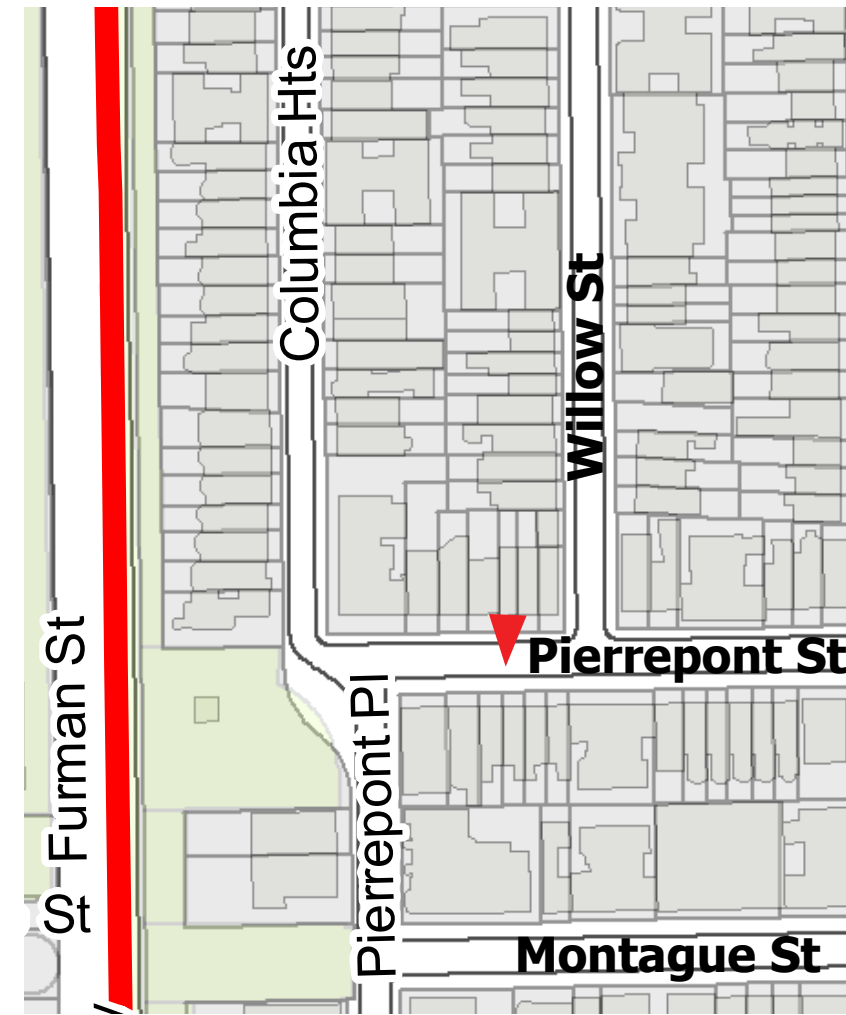 Columbia Hts
Willow St
Furman St
Pierrepont St
Pierrepont Pl
St
Montague St